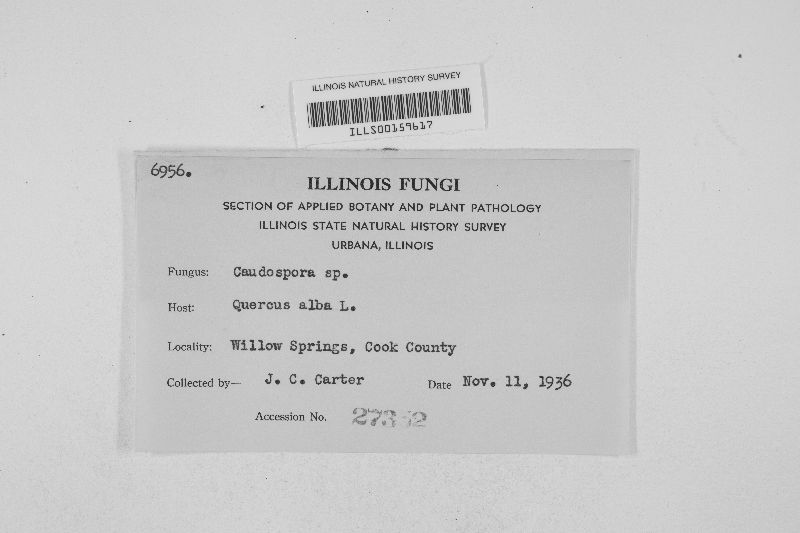 ILLINOIS NATURAL HISTORY SURVEY
ILLS00159617
6956.
ILLINOIS FUNGI
SECTION OF APPLIED BOTANY AND PLANT PATHOLOGY
ILLINOIS STATE NATURAL HISTORY SURVEY
URBANA, ILLINOIS
Fungus: Caudospora sp.
Host: Quercus alba L.
Locality: Willow Springs, Cook County
Collected by— J. C. Carter Date Nov. 11, 1936
Accession No.